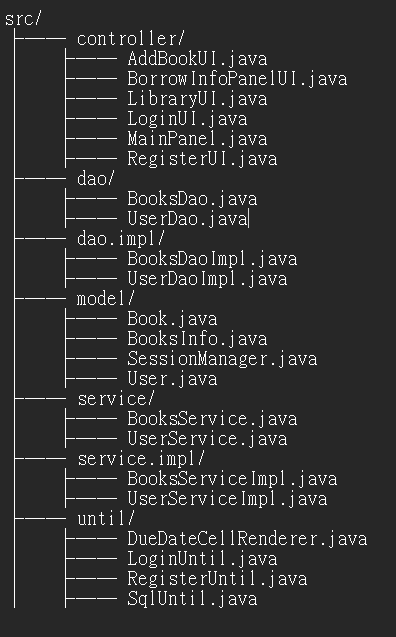 src/
├──── controller/
│     ├──── AddBookUI.java
│     ├──── BorrowInfoPanelUI.java
│     ├──── LibraryUI.java
│     ├──── LoginUI.java
│     ├──── MainPanel.java
│     ├──── RegisterUI.java
├──── dao/
│     ├──── BooksDao.java
│     ├──── UserDao.java
├──── dao.impl/
│     ├──── BooksDaoImpl.java
│     ├──── UserDaoImpl.java
├──── model/
│     ├──── Book.java
│     ├──── BooksInfo.java
│     ├──── SessionManager.java
│     ├──── User.java
├──── service/
│     ├──── BooksService.java
│     ├──── UserService.java
├──── service.impl/
│     ├──── BooksServiceImpl.java
│     ├──── UserServiceImpl.java
├──── until/
│     ├──── DueDateCellRenderer.java
│     ├──── LoginUntil.java
│     ├──── RegisterUntil.java
│     ├──── SqlUntil.java